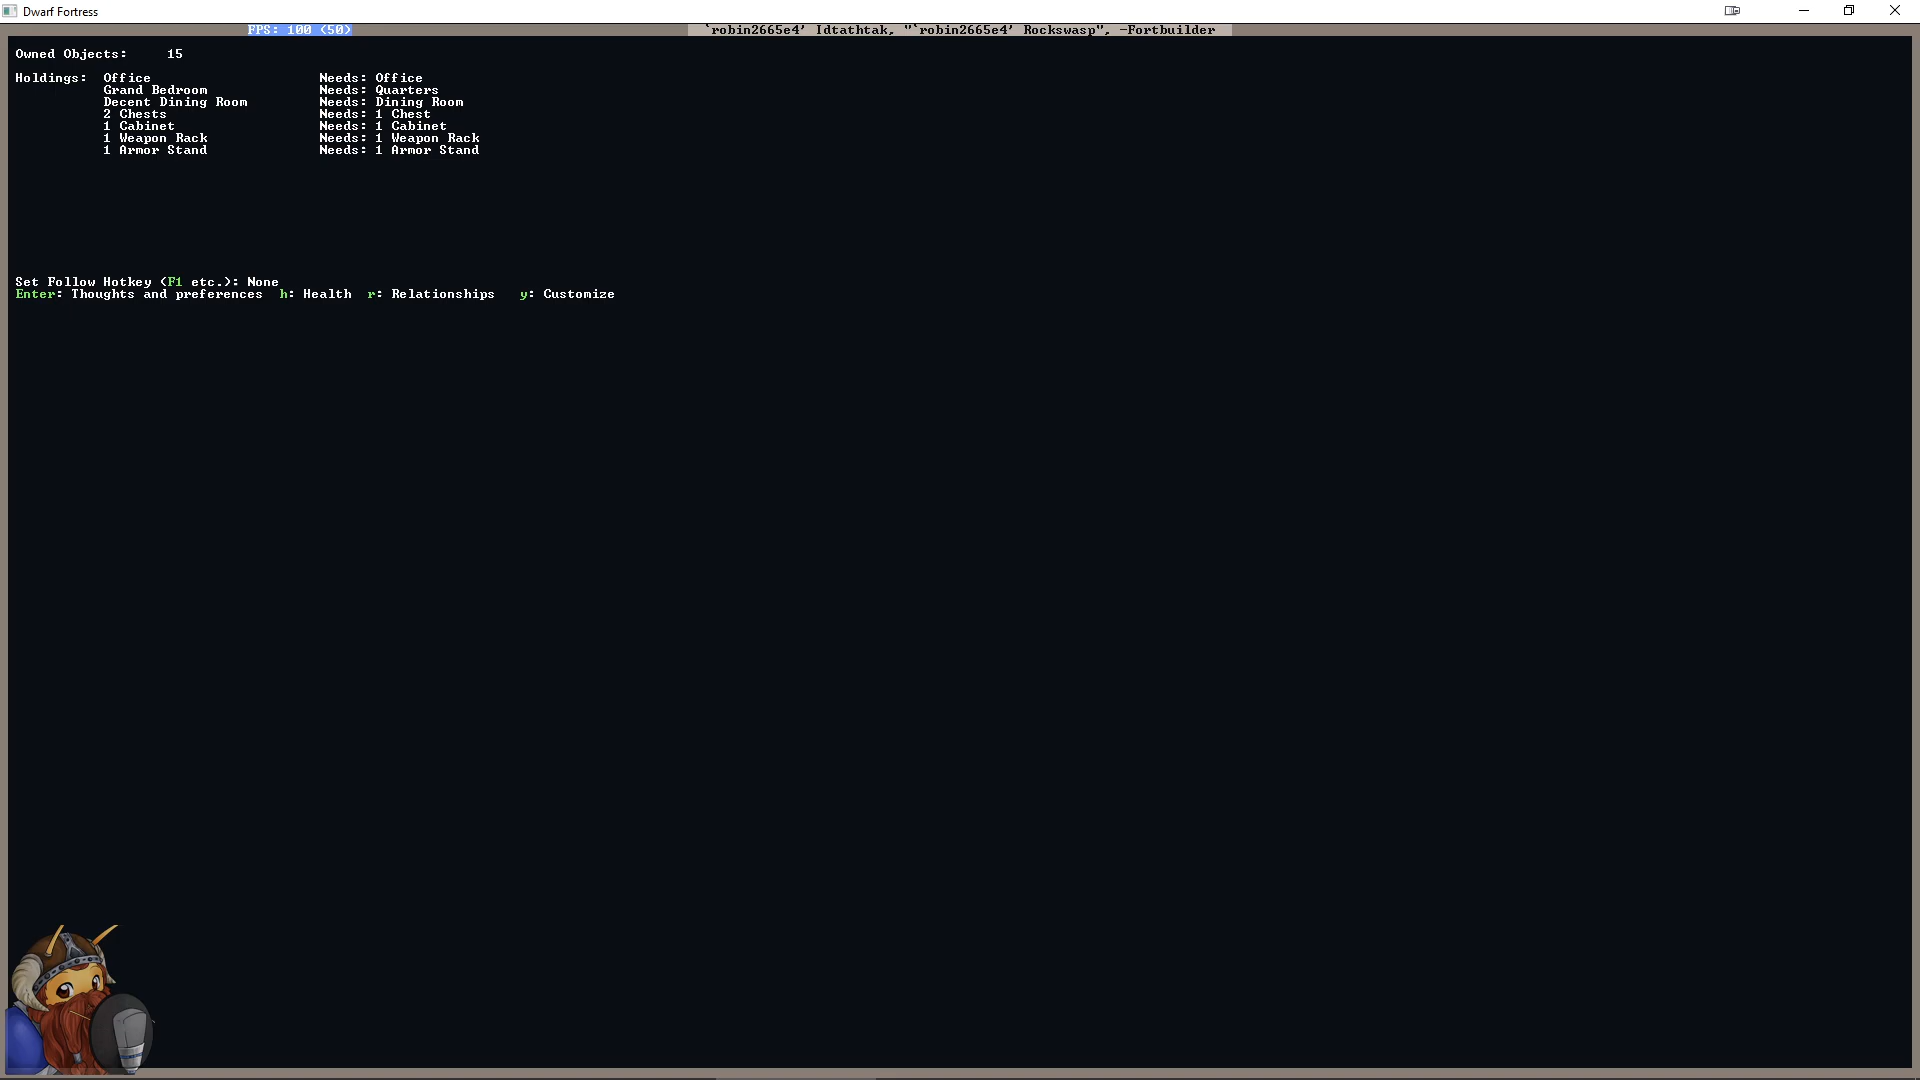 Dwarf Fortress
FPS: 100 (50)
`robin2665e4' Idtathtak, "`robin2665e4' Rockswasp", -Fortbuilder
Owned Objects: 15
Holdings: Office Needs: Office
Grand Bedroom Needs: Quarters
Decent Dining Room Needs: Dining Room
2 Chests Needs: 1 Chest
1 Cabinet Needs: 1 Cabinet
1 Weapon Rack Needs: 1 Weapon Rack
1 Armor Stand Needs: 1 Armor Stand
Set Follow Hotkey (F1 etc.): None
Enter: Thoughts and preferences h: Health r: Relationships y: Customize